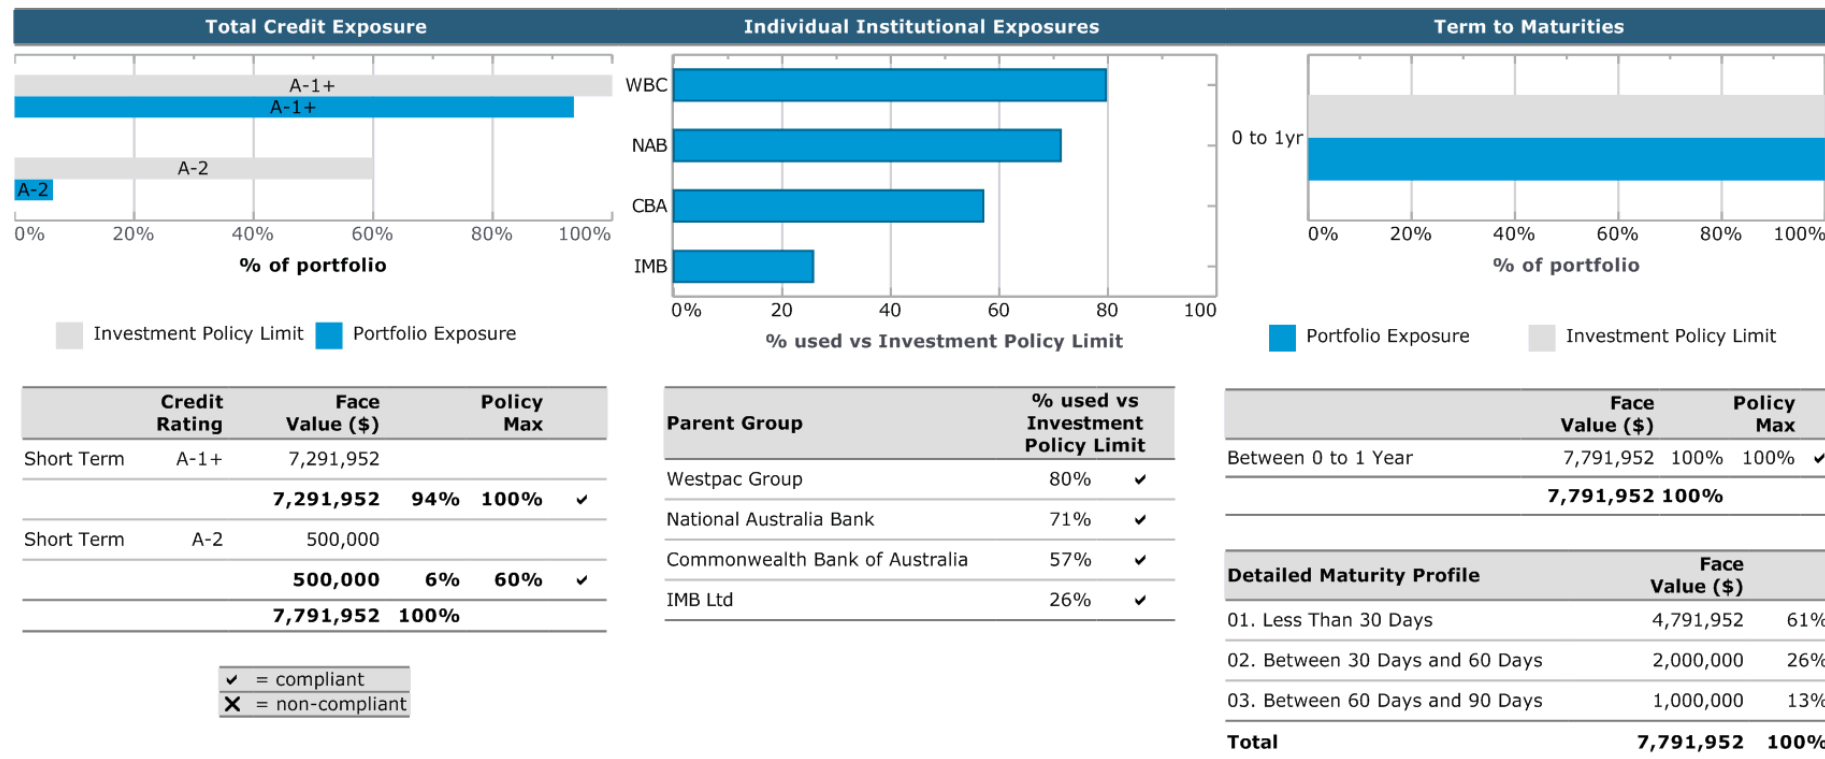 Total Credit Exposure
A-1+
A-1+
A-2
A-2
0% 20% 40% 60% 80% 100%
% of portfolio
Investment Policy Limit Portfolio Exposure
Credit Rating Face Value ($) Policy Max
Short Term A-1+ 7,291,952
7,291,952 94% 100% ✔
Short Term A-2 500,000
500,000 6% 60% ✔
7,791,952 100%
✔ = compliant
✘ = non-compliant
Individual Institutional Exposures
WBC
NAB
CBA
IMB
0% 20 40 60 80 100
% used vs Investment Policy Limit
Parent Group % used vs Investment Policy Limit
Westpac Group 80% ✔
National Australia Bank 71% ✔
Commonwealth Bank of Australia 57% ✔
IMB Ltd 26% ✔
Term to Maturities
0 to 1yr
0% 20% 40% 60% 80% 100%
% of portfolio
Portfolio Exposure Investment Policy Limit
Face Value ($) Policy Max
Between 0 to 1 Year 7,791,952 100% 100% ✔
7,791,952 100%
Detailed Maturity Profile Face Value ($)
01. Less Than 30 Days 4,791,952 61%
02. Between 30 Days and 60 Days 2,000,000 26%
03. Between 60 Days and 90 Days 1,000,000 13%
Total 7,791,952 100%